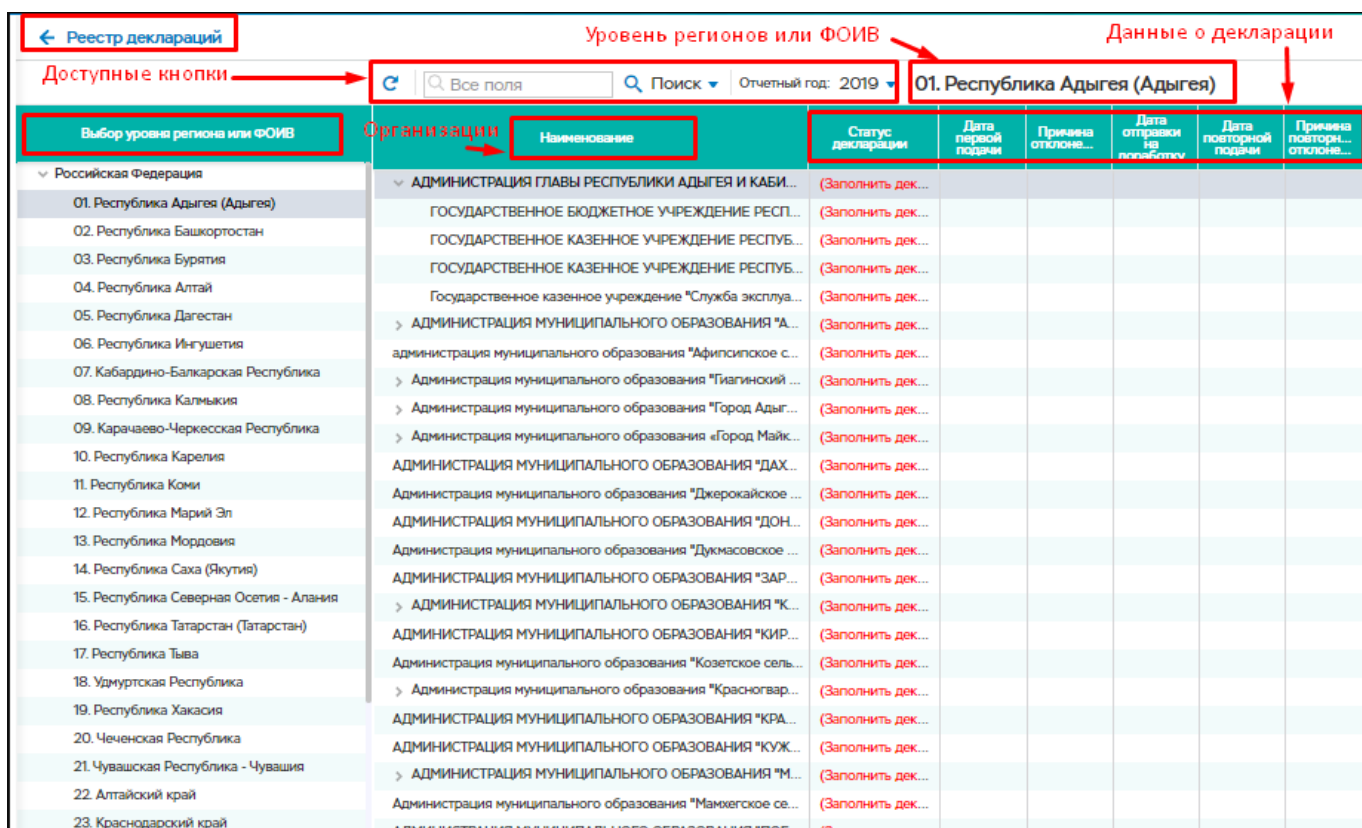 Реестр деклараций
Уровень регионов или ФОИВ
Данные о декларации
Доступные кнопки
Все поля
Поиск
Отчетный год: 2019
01. Республика Адыгея (Адыгея)
Выбор уровня региона или ФОИВ
Организации
Наименование
Статус декларации
Дата первой подачи
Причина отклоне...
Дата отправки на поработку
Дата повторной подачи
Причина повторн... отклоне...
Российская Федерация
01. Республика Адыгея (Адыгея)
02. Республика Башкортостан
03. Республика Бурятия
04. Республика Алтай
05. Республика Дагестан
06. Республика Ингушетия
07. Кабардино-Балкарская Республика
08. Республика Калмыкия
09. Карачаево-Черкесская Республика
10. Республика Карелия
11. Республика Коми
12. Республика Марий Эл
13. Республика Мордовия
14. Республика Саха (Якутия)
15. Республика Северная Осетия - Алания
16. Республика Татарстан (Татарстан)
17. Республика Тыва
18. Удмуртская Республика
19. Республика Хакасия
20. Чеченская Республика
21. Чувашская Республика - Чувашия
22. Алтайский край
23. Краснодарский край
АДМИНИСТРАЦИЯ ГЛАВЫ РЕСПУБЛИКИ АДЫГЕЯ И КАБИ... (Заполнить дек...
ГОСУДАРСТВЕННОЕ БЮДЖЕТНОЕ УЧРЕЖДЕНИЕ РЕСП... (Заполнить дек...
ГОСУДАРСТВЕННОЕ КАЗЕННОЕ УЧРЕЖДЕНИЕ РЕСПУБ... (Заполнить дек...
ГОСУДАРСТВЕННОЕ КАЗЕННОЕ УЧРЕЖДЕНИЕ РЕСПУБ... (Заполнить дек...
Государственное казенное учреждение "Служба эксплуа... (Заполнить дек...
АДМИНИСТРАЦИЯ МУНИЦИПАЛЬНОГО ОБРАЗОВАНИЯ "А... (Заполнить дек...
администрация муниципального образования "Афипсипское с... (Заполнить дек...
Администрация муниципального образования "Гиагинский ... (Заполнить дек...
Администрация муниципального образования "Город Адыг... (Заполнить дек...
Администрация муниципального образования «Город Майк... (Заполнить дек...
АДМИНИСТРАЦИЯ МУНИЦИПАЛЬНОГО ОБРАЗОВАНИЯ "ДАХ... (Заполнить дек...
Администрация муниципального образования "Джерокайское ... (Заполнить дек...
АДМИНИСТРАЦИЯ МУНИЦИПАЛЬНОГО ОБРАЗОВАНИЯ "ДОН... (Заполнить дек...
Администрация муниципального образования "Дукмасовское ... (Заполнить дек...
АДМИНИСТРАЦИЯ МУНИЦИПАЛЬНОГО ОБРАЗОВАНИЯ "ЗАР... (Заполнить дек...
АДМИНИСТРАЦИЯ МУНИЦИПАЛЬНОГО ОБРАЗОВАНИЯ "К... (Заполнить дек...
АДМИНИСТРАЦИЯ МУНИЦИПАЛЬНОГО ОБРАЗОВАНИЯ "КИР... (Заполнить дек...
Администрация муниципального образования "Козетское сель... (Заполнить дек...
Администрация муниципального образования "Красногвар... (Заполнить дек...
АДМИНИСТРАЦИЯ МУНИЦИПАЛЬНОГО ОБРАЗОВАНИЯ "КРА... (Заполнить дек...
АДМИНИСТРАЦИЯ МУНИЦИПАЛЬНОГО ОБРАЗОВАНИЯ "КУЖ... (Заполнить дек...
АДМИНИСТРАЦИЯ МУНИЦИПАЛЬНОГО ОБРАЗОВАНИЯ "М... (Заполнить дек...
Администрация муниципального образования "Мамхегское се... (Заполнить дек...